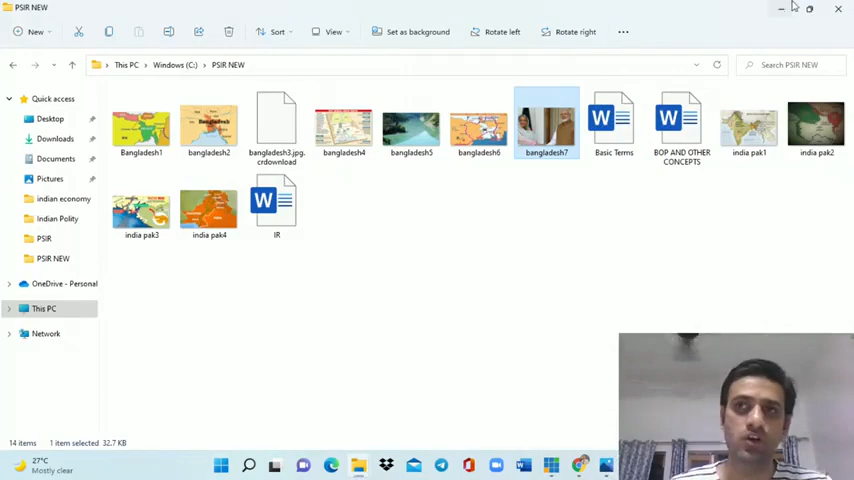 PSIR NEW
New
Sort
View
Set as background
Rotate left
Rotate right
This PC
Windows (C:)
PSIR NEW
Search PSIR NEW
Quick access
Desktop
Downloads
Documents
Pictures
indian economy
Indian Polity
PSIR
PSIR NEW
OneDrive - Personal
This PC
Network
Bangladesh1
bangladesh2
bangladesh3.jpg.
crdownload
bangladesh4
bangladesh5
bangladesh6
bangladesh7
Basic Terms
BOP AND OTHER
CONCEPTS
india pak1
india pak2
india pak3
india pak4
IR
14 items
1 item selected 32.7 KB
27°C
Mostly clear